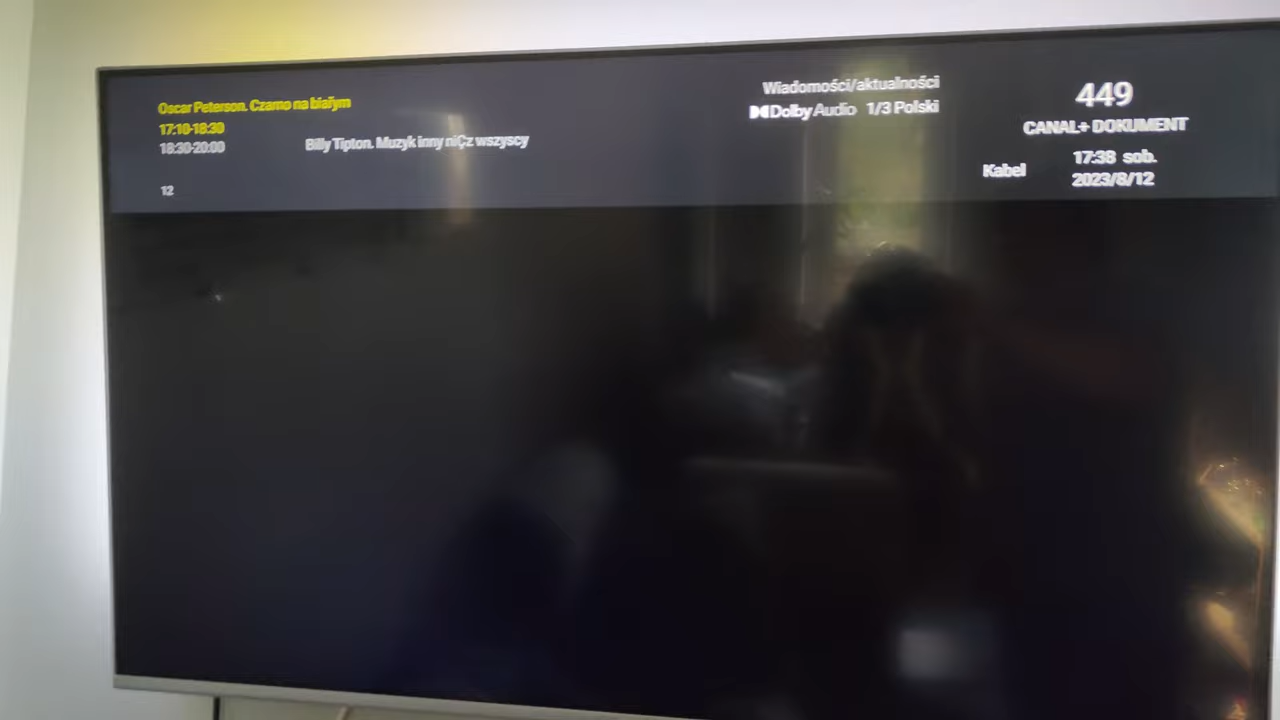 Oscar Peterson. Czarno na białym
17:10-18:30
18:30-20:00 Billy Tipton. Muzyk inny niÇz wszyscy
12
Wiadomości/aktualności
Dolby Audio 1/3 Polski
449
CANAL+ DOKUMENT
Kabel 17:38 sob.
2023/8/12